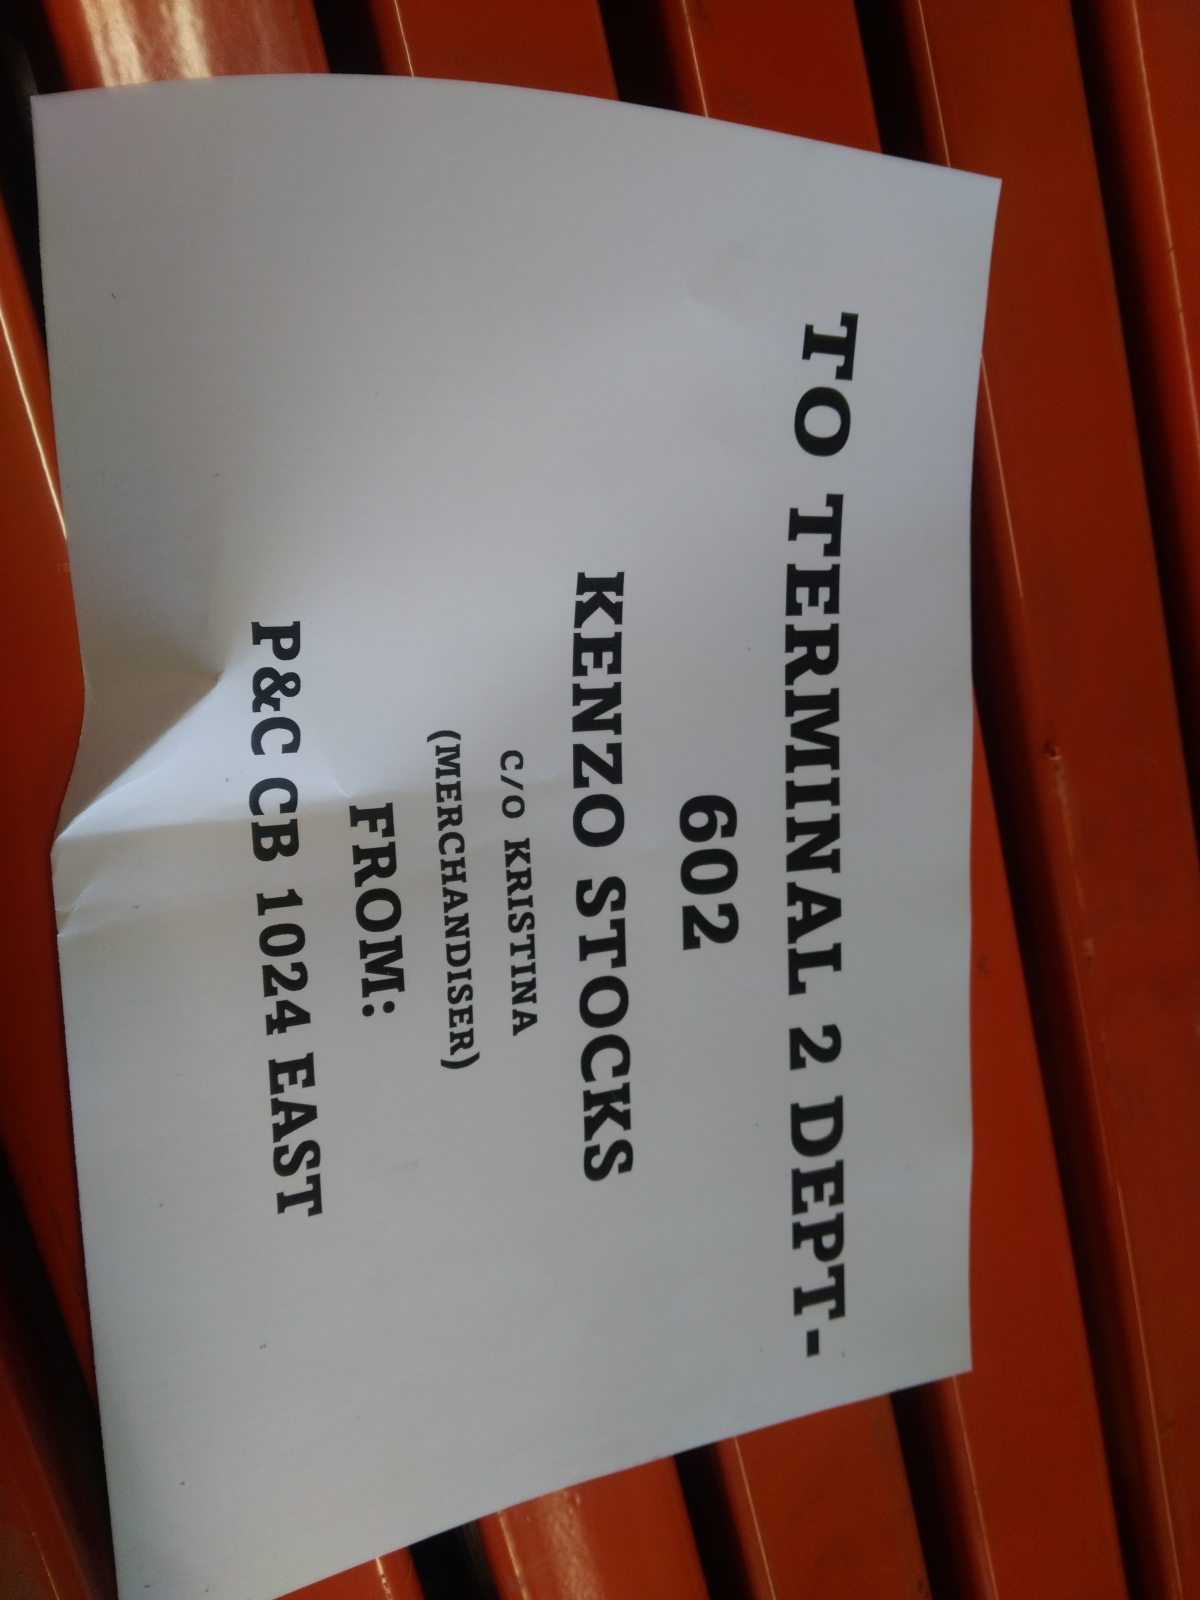 TO TERMINAL 2 DEPT-
602
KENZO STOCKS
C/O KRISTINA
(MERCHANDISER)
FROM:
P&C CB 1024 EAST